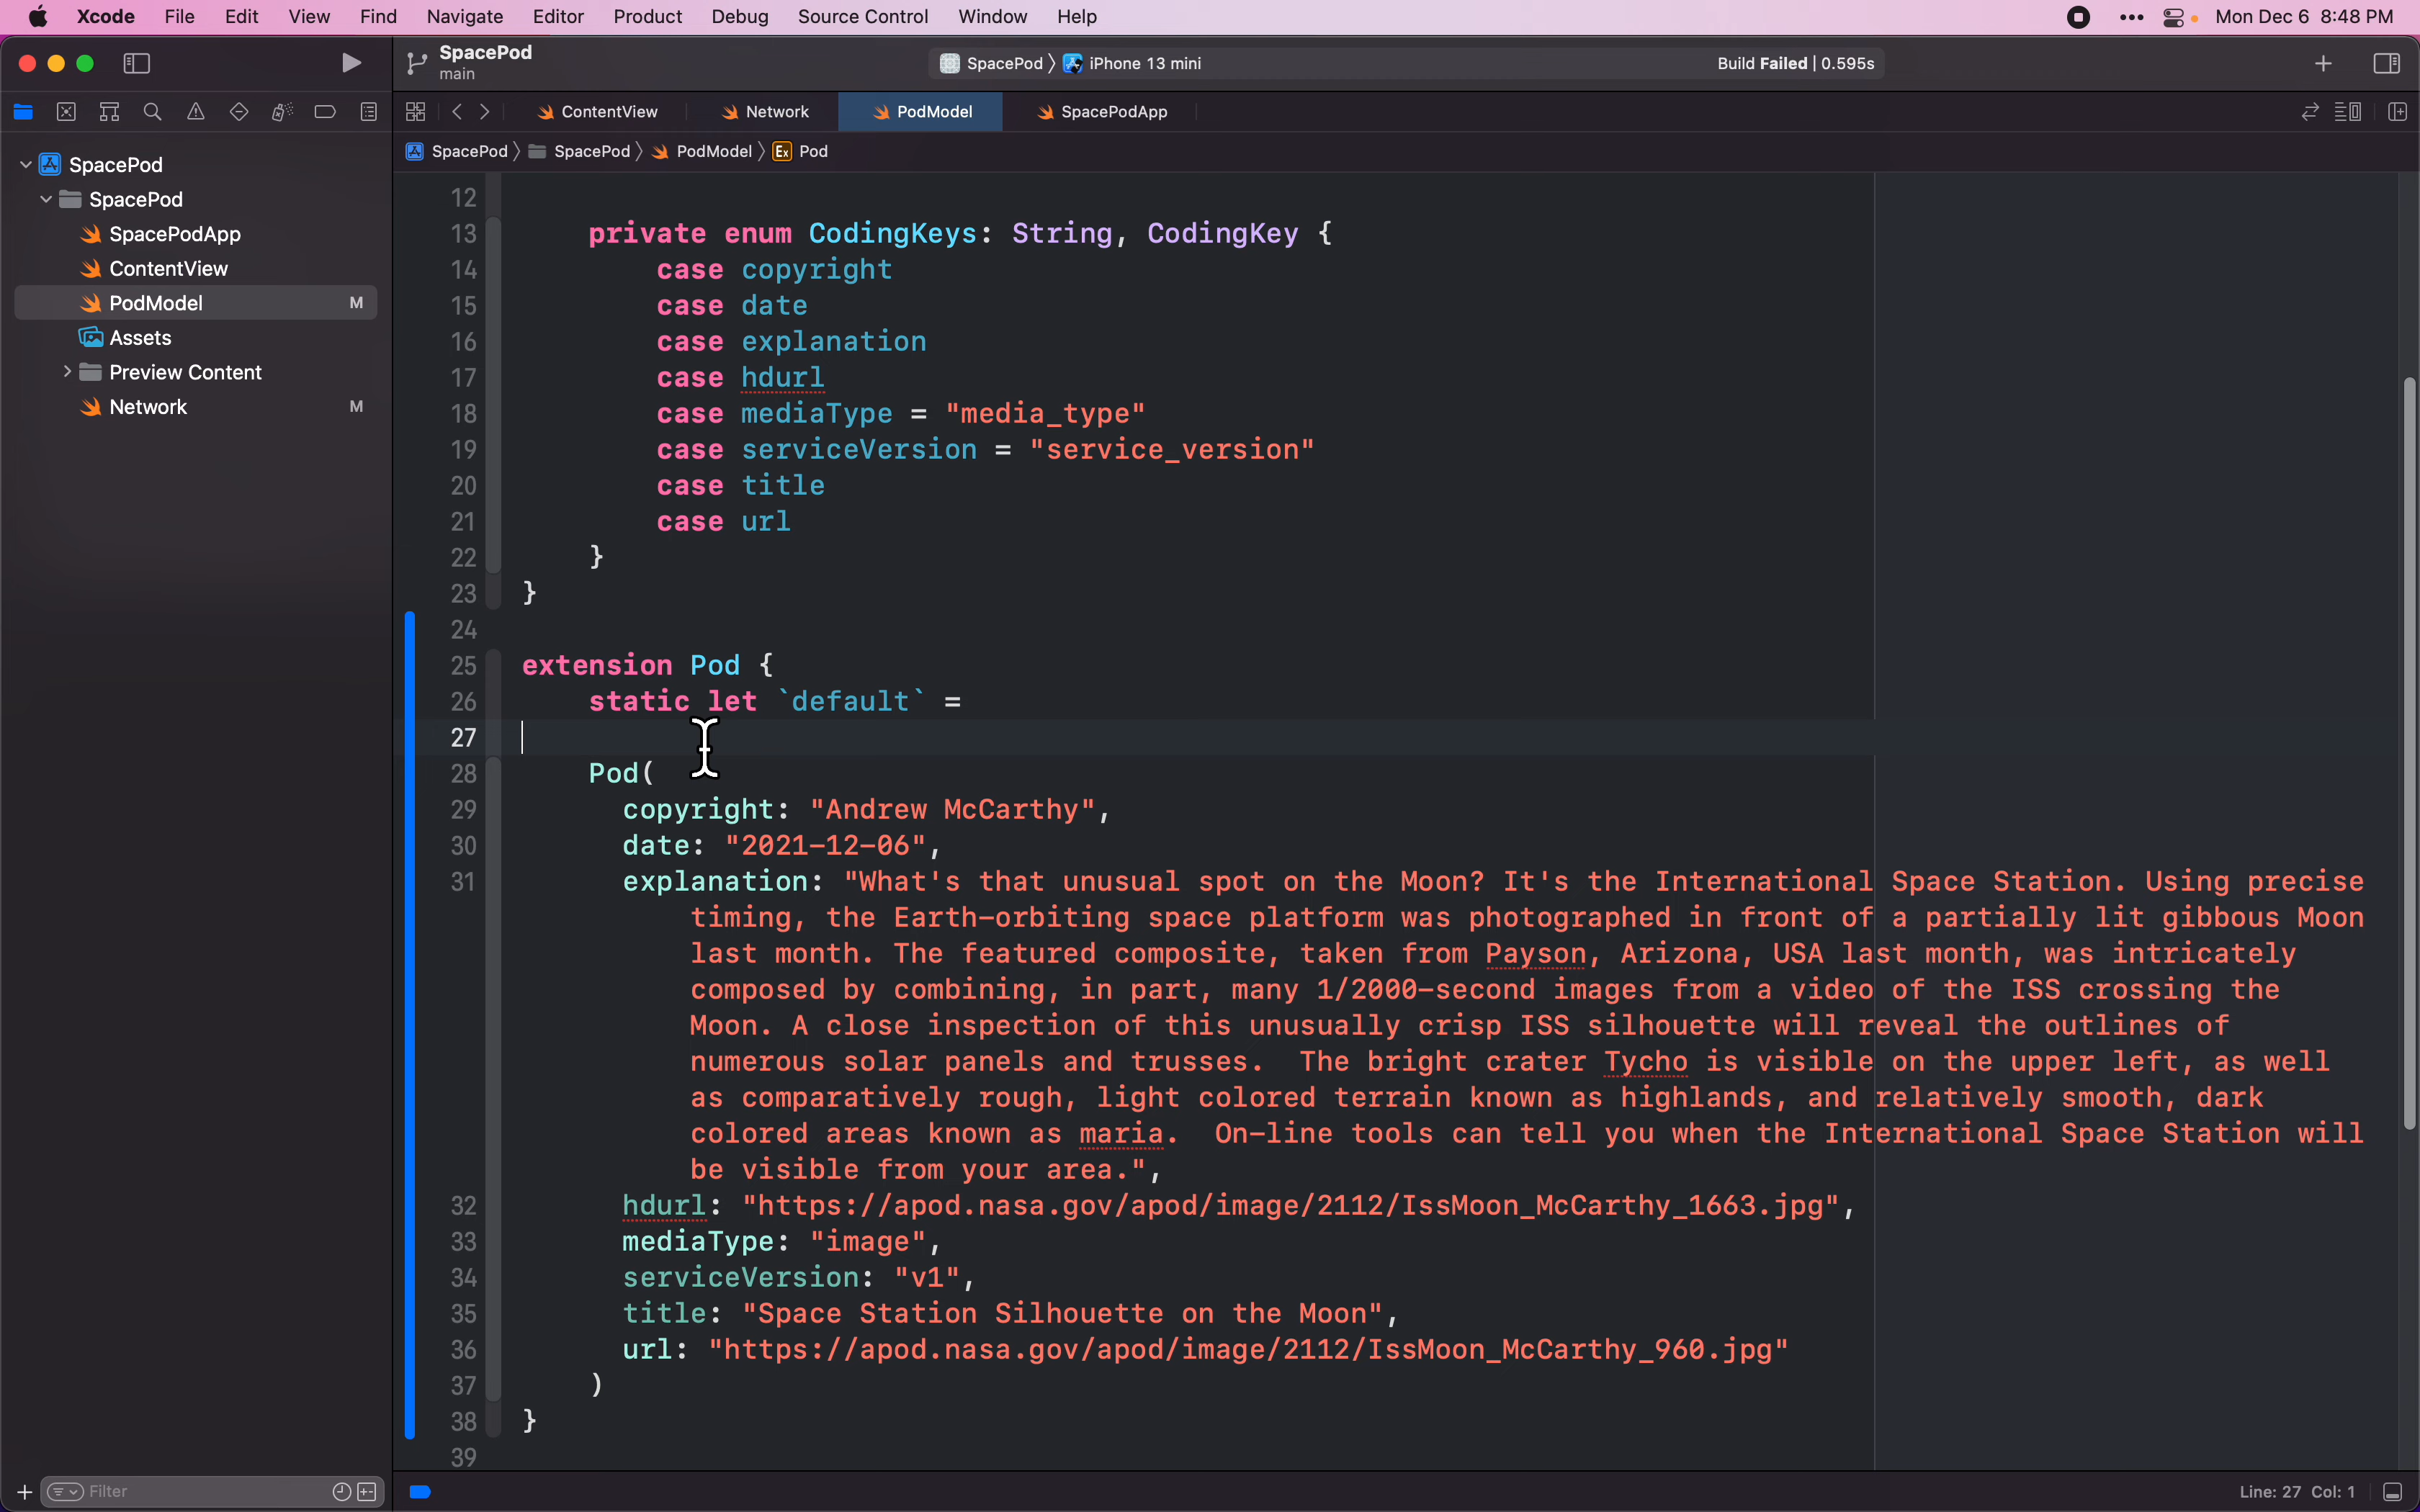 Xcode File Edit View Find Navigate Editor Product Debug Source Control Window Help Mon Dec 6 8:48 PM
SpacePod
main
SpacePod iPhone 13 mini Build Failed | 0.595s
ContentView Network PodModel SpacePodApp
SpacePod SpacePod PodModel Ex Pod
SpacePod
SpacePod
SpacePodApp
ContentView
PodModel M
Assets
Preview Content
Network M
Filter
12
13 private enum CodingKeys: String, CodingKey {
14 case copyright
15 case date
16 case explanation
17 case hdurl
18 case mediaType = "media_type"
19 case serviceVersion = "service_version"
20 case title
21 case url
22 }
23 }
24
25 extension Pod {
26 static let `default` =
27
28 Pod(
29 copyright: "Andrew McCarthy",
30 date: "2021-12-06",
31 explanation: "What's that unusual spot on the Moon? It's the International Space Station. Using precise
timing, the Earth-orbiting space platform was photographed in front of a partially lit gibbous Moon
last month. The featured composite, taken from Payson, Arizona, USA last month, was intricately
composed by combining, in part, many 1/2000-second images from a video of the ISS crossing the
Moon. A close inspection of this unusually crisp ISS silhouette will reveal the outlines of
numerous solar panels and trusses.  The bright crater Tycho is visible on the upper left, as well
as comparatively rough, light colored terrain known as highlands, and relatively smooth, dark
colored areas known as maria.  On-line tools can tell you when the International Space Station will
be visible from your area.",
32 hdurl: "https://apod.nasa.gov/apod/image/2112/IssMoon_McCarthy_1663.jpg",
33 mediaType: "image",
34 serviceVersion: "v1",
35 title: "Space Station Silhouette on the Moon",
36 url: "https://apod.nasa.gov/apod/image/2112/IssMoon_McCarthy_960.jpg"
37 )
38 }
39
Line: 27 Col: 1